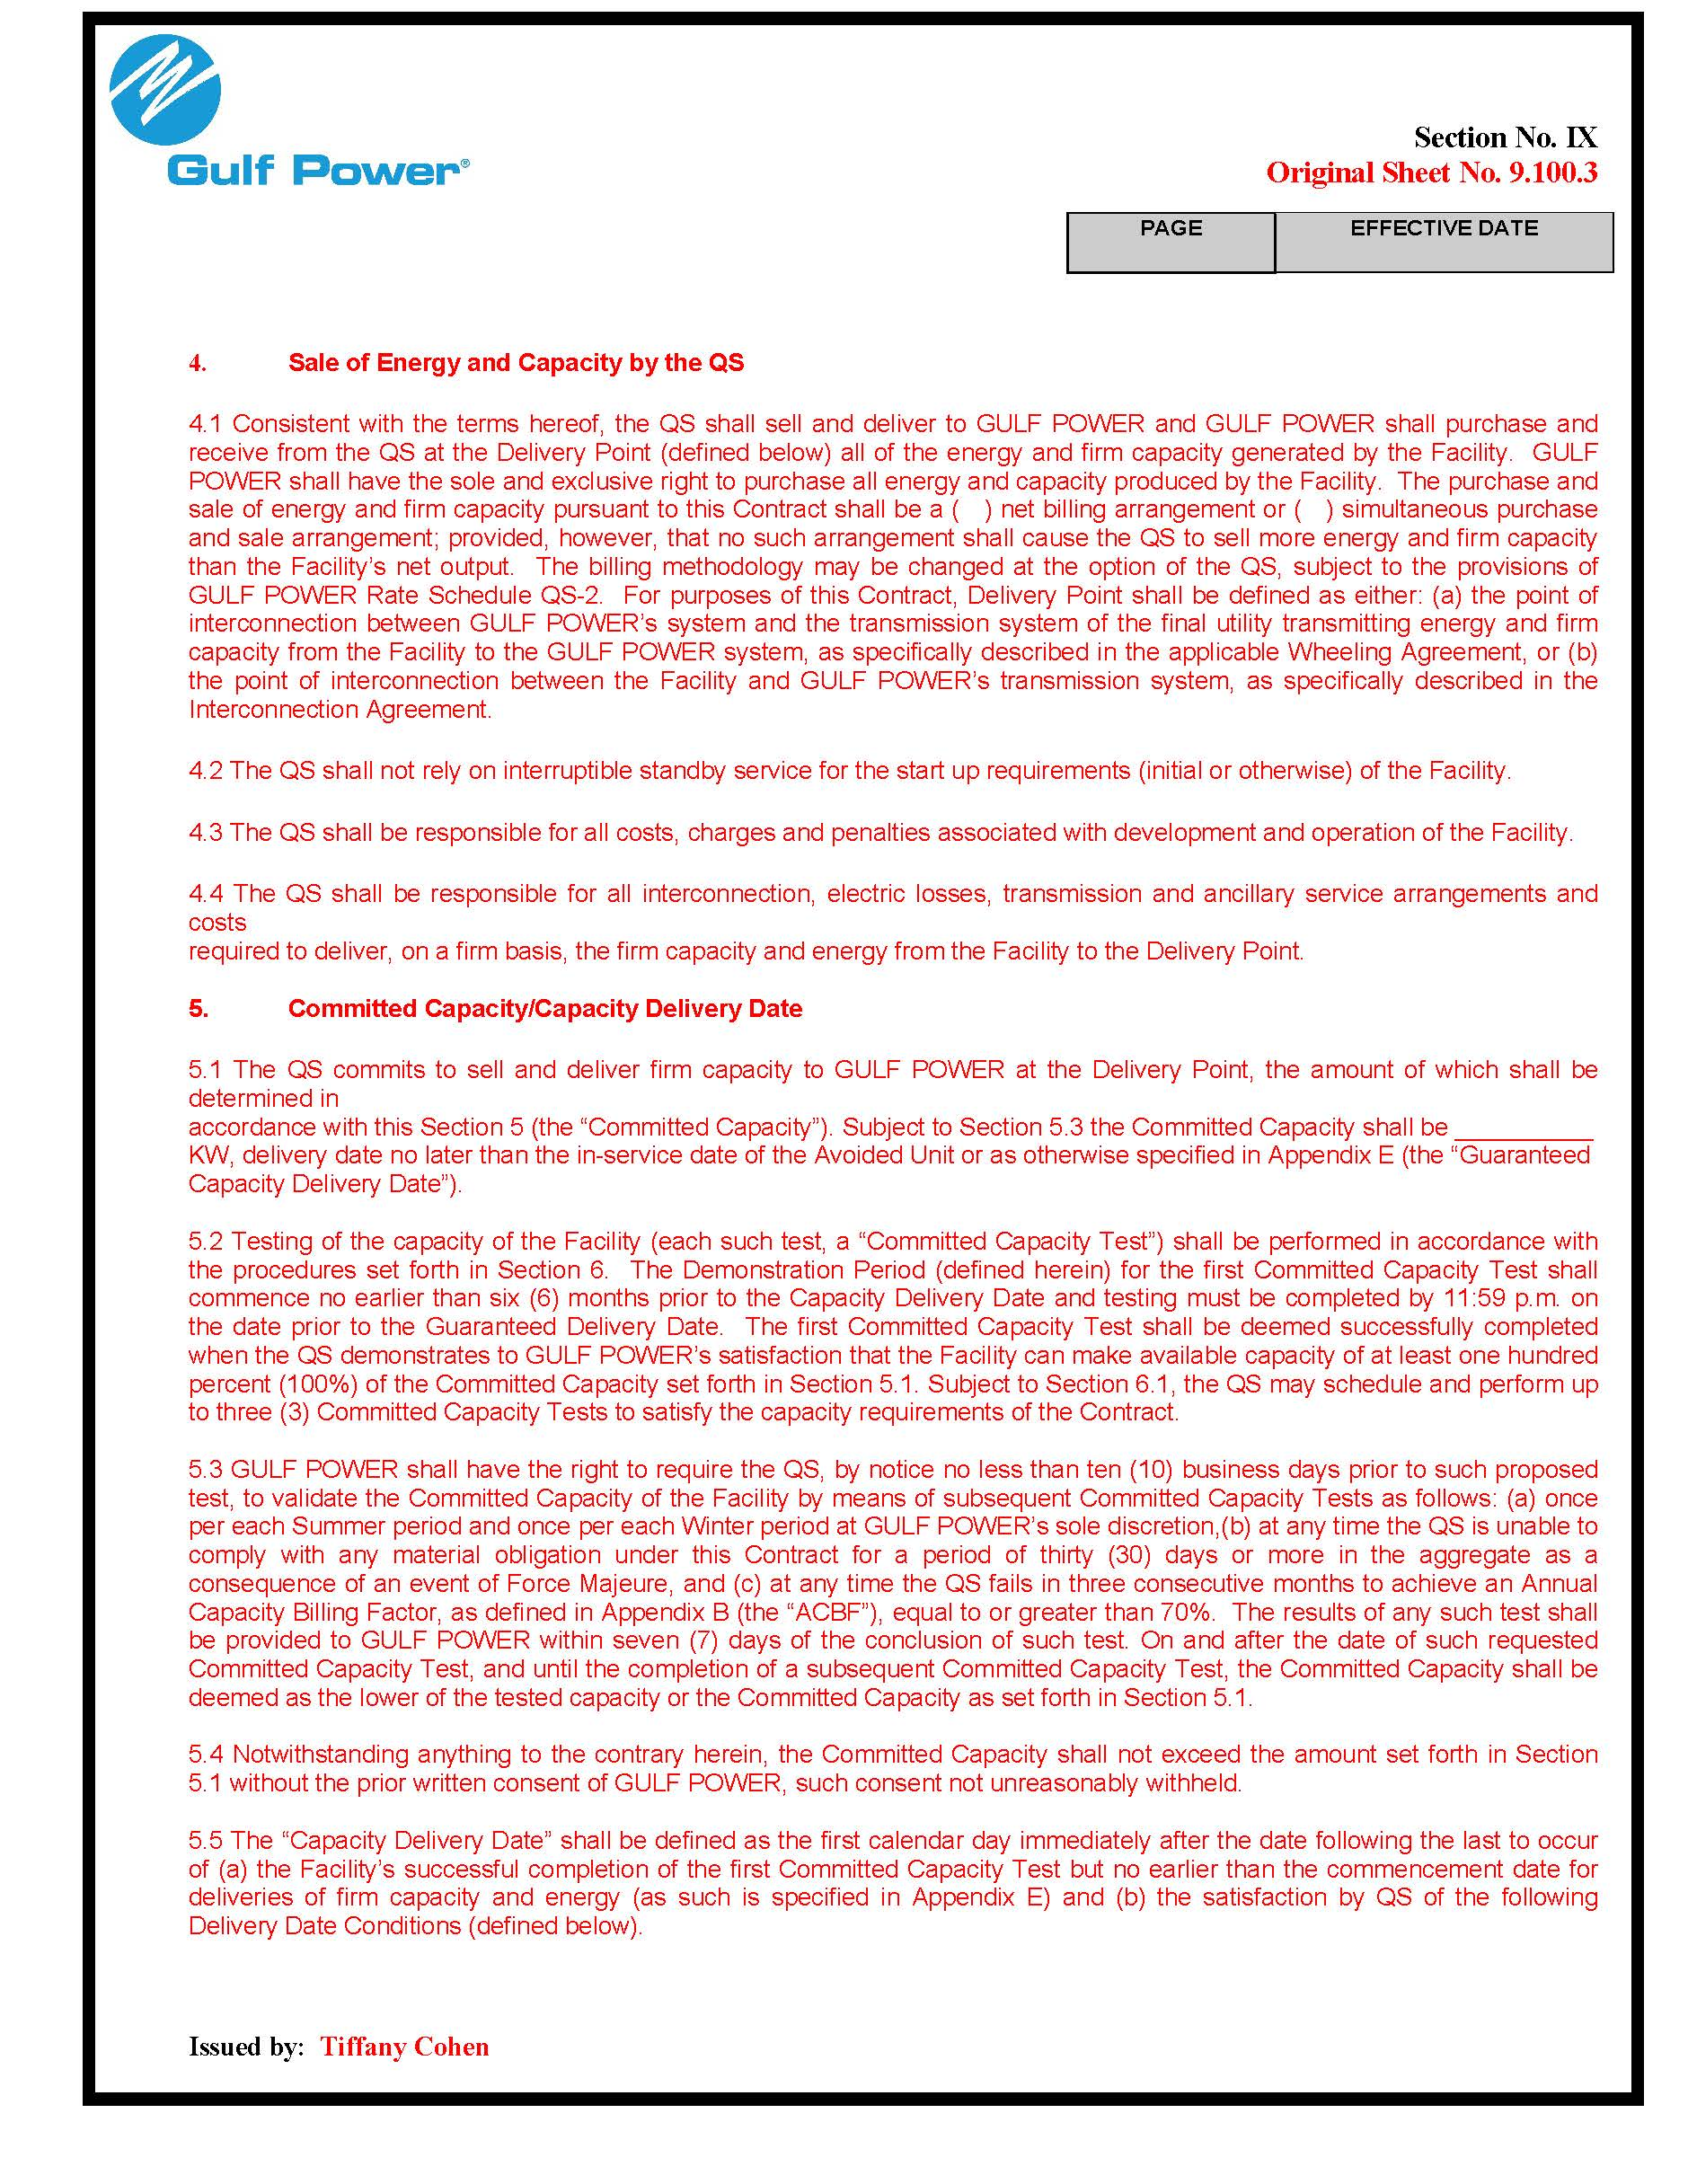 Gulf Power®
Section No. IX
Original Sheet No. 9.100.3
PAGE EFFECTIVE DATE
4. Sale of Energy and Capacity by the QS
4.1 Consistent with the terms hereof, the QS shall sell and deliver to GULF POWER and GULF POWER shall purchase and
receive from the QS at the Delivery Point (defined below) all of the energy and firm capacity generated by the Facility. GULF
POWER shall have the sole and exclusive right to purchase all energy and capacity produced by the Facility. The purchase and
sale of energy and firm capacity pursuant to this Contract shall be a ( ) net billing arrangement or ( ) simultaneous purchase
and sale arrangement; provided, however, that no such arrangement shall cause the QS to sell more energy and firm capacity
than the Facility’s net output. The billing methodology may be changed at the option of the QS, subject to the provisions of
GULF POWER Rate Schedule QS-2. For purposes of this Contract, Delivery Point shall be defined as either: (a) the point of
interconnection between GULF POWER’s system and the transmission system of the final utility transmitting energy and firm
capacity from the Facility to the GULF POWER system, as specifically described in the applicable Wheeling Agreement, or (b)
the point of interconnection between the Facility and GULF POWER’s transmission system, as specifically described in the
Interconnection Agreement.
4.2 The QS shall not rely on interruptible standby service for the start up requirements (initial or otherwise) of the Facility.
4.3 The QS shall be responsible for all costs, charges and penalties associated with development and operation of the Facility.
4.4 The QS shall be responsible for all interconnection, electric losses, transmission and ancillary service arrangements and
costs
required to deliver, on a firm basis, the firm capacity and energy from the Facility to the Delivery Point.
5. Committed Capacity/Capacity Delivery Date
5.1 The QS commits to sell and deliver firm capacity to GULF POWER at the Delivery Point, the amount of which shall be
determined in
accordance with this Section 5 (the “Committed Capacity”). Subject to Section 5.3 the Committed Capacity shall be __________
KW, delivery date no later than the in-service date of the Avoided Unit or as otherwise specified in Appendix E (the “Guaranteed
Capacity Delivery Date”).
5.2 Testing of the capacity of the Facility (each such test, a “Committed Capacity Test”) shall be performed in accordance with
the procedures set forth in Section 6. The Demonstration Period (defined herein) for the first Committed Capacity Test shall
commence no earlier than six (6) months prior to the Capacity Delivery Date and testing must be completed by 11:59 p.m. on
the date prior to the Guaranteed Delivery Date. The first Committed Capacity Test shall be deemed successfully completed
when the QS demonstrates to GULF POWER’s satisfaction that the Facility can make available capacity of at least one hundred
percent (100%) of the Committed Capacity set forth in Section 5.1. Subject to Section 6.1, the QS may schedule and perform up
to three (3) Committed Capacity Tests to satisfy the capacity requirements of the Contract.
5.3 GULF POWER shall have the right to require the QS, by notice no less than ten (10) business days prior to such proposed
test, to validate the Committed Capacity of the Facility by means of subsequent Committed Capacity Tests as follows: (a) once
per each Summer period and once per each Winter period at GULF POWER’s sole discretion,(b) at any time the QS is unable to
comply with any material obligation under this Contract for a period of thirty (30) days or more in the aggregate as a
consequence of an event of Force Majeure, and (c) at any time the QS fails in three consecutive months to achieve an Annual
Capacity Billing Factor, as defined in Appendix B (the “ACBF”), equal to or greater than 70%. The results of any such test shall
be provided to GULF POWER within seven (7) days of the conclusion of such test. On and after the date of such requested
Committed Capacity Test, and until the completion of a subsequent Committed Capacity Test, the Committed Capacity shall be
deemed as the lower of the tested capacity or the Committed Capacity as set forth in Section 5.1.
5.4 Notwithstanding anything to the contrary herein, the Committed Capacity shall not exceed the amount set forth in Section
5.1 without the prior written consent of GULF POWER, such consent not unreasonably withheld.
5.5 The “Capacity Delivery Date” shall be defined as the first calendar day immediately after the date following the last to occur
of (a) the Facility’s successful completion of the first Committed Capacity Test but no earlier than the commencement date for
deliveries of firm capacity and energy (as such is specified in Appendix E) and (b) the satisfaction by QS of the following
Delivery Date Conditions (defined below).
Issued by: Tiffany Cohen